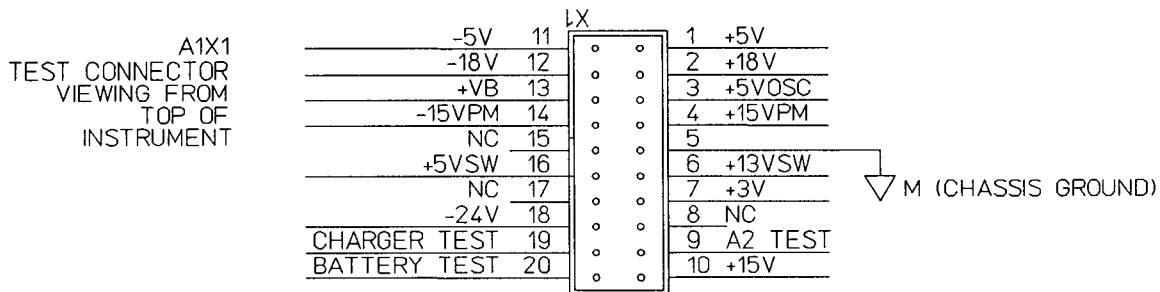 1X
A1X1
TEST CONNECTOR
VIEWING FROM
TOP OF
INSTRUMENT
-5V 11
-18V 12
+VB 13
-15VPM 14
NC 15
+5VSW 16
NC 17
-24V 18
CHARGER TEST 19
BATTERY TEST 20
1 +5V
2 +18V
3 +5VOSC
4 +15VPM
5
6 +13VSW
7 +3V
8 NC
9 A2 TEST
10 +15V
M (CHASSIS GROUND)